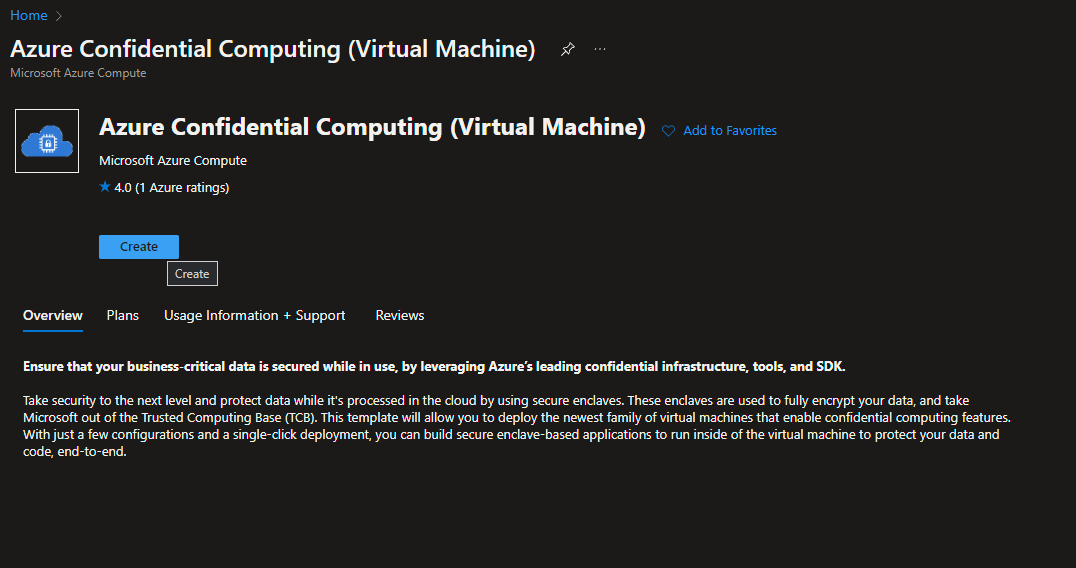 Home
Azure Confidential Computing (Virtual Machine)
Microsoft Azure Compute
Azure Confidential Computing (Virtual Machine)
Add to Favorites
Microsoft Azure Compute
4.0 (1 Azure ratings)
Create
Create
Overview Plans Usage Information + Support Reviews
Ensure that your business-critical data is secured while in use, by leveraging Azure’s leading confidential infrastructure, tools, and SDK.
Take security to the next level and protect data while it's processed in the cloud by using secure enclaves. These enclaves are used to fully encrypt your data, and take
Microsoft out of the Trusted Computing Base (TCB). This template will allow you to deploy the newest family of virtual machines that enable confidential computing features.
With just a few configurations and a single-click deployment, you can build secure enclave-based applications to run inside of the virtual machine to protect your data and
code, end-to-end.